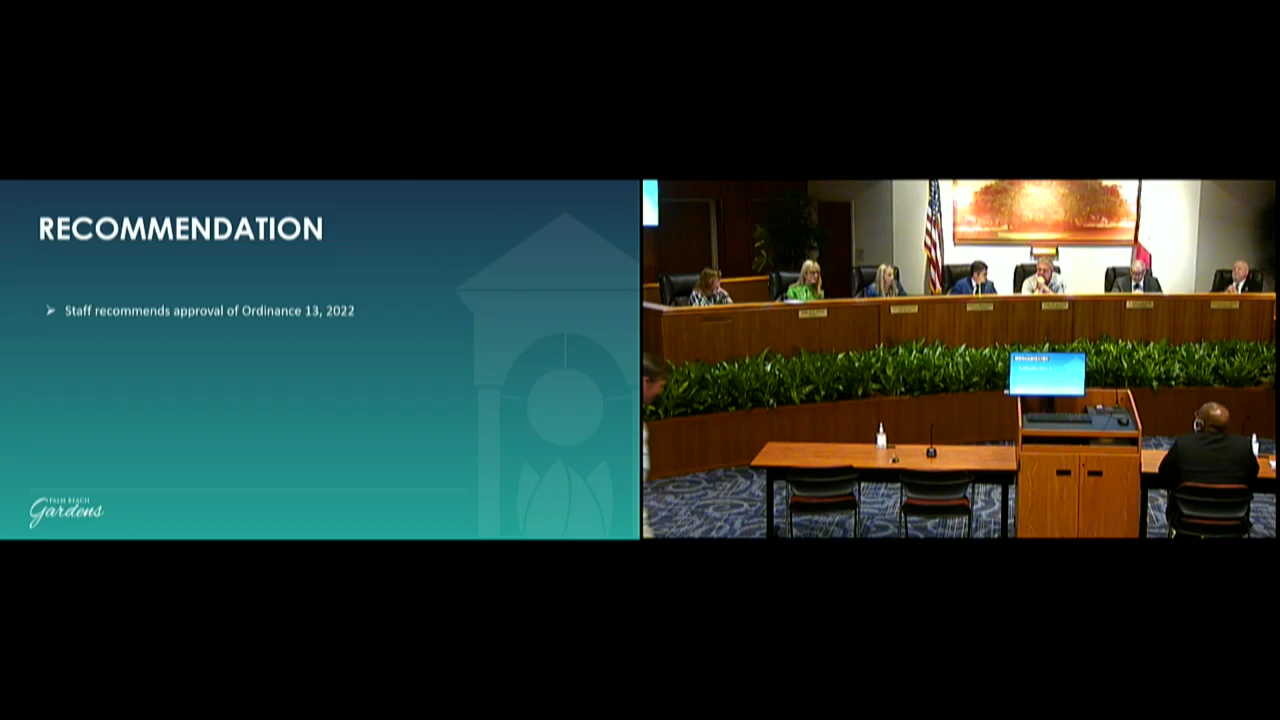 RECOMMENDATION
➢ Staff recommends approval of Ordinance 13, 2022
PALM BEACH
Gardens